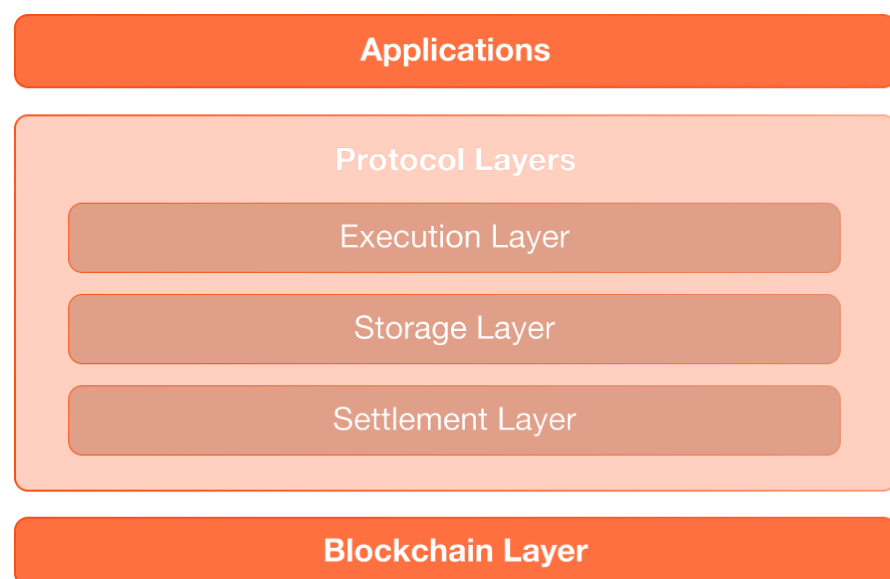 Applications
Protocol Layers
Execution Layer
Storage Layer
Settlement Layer
Blockchain Layer